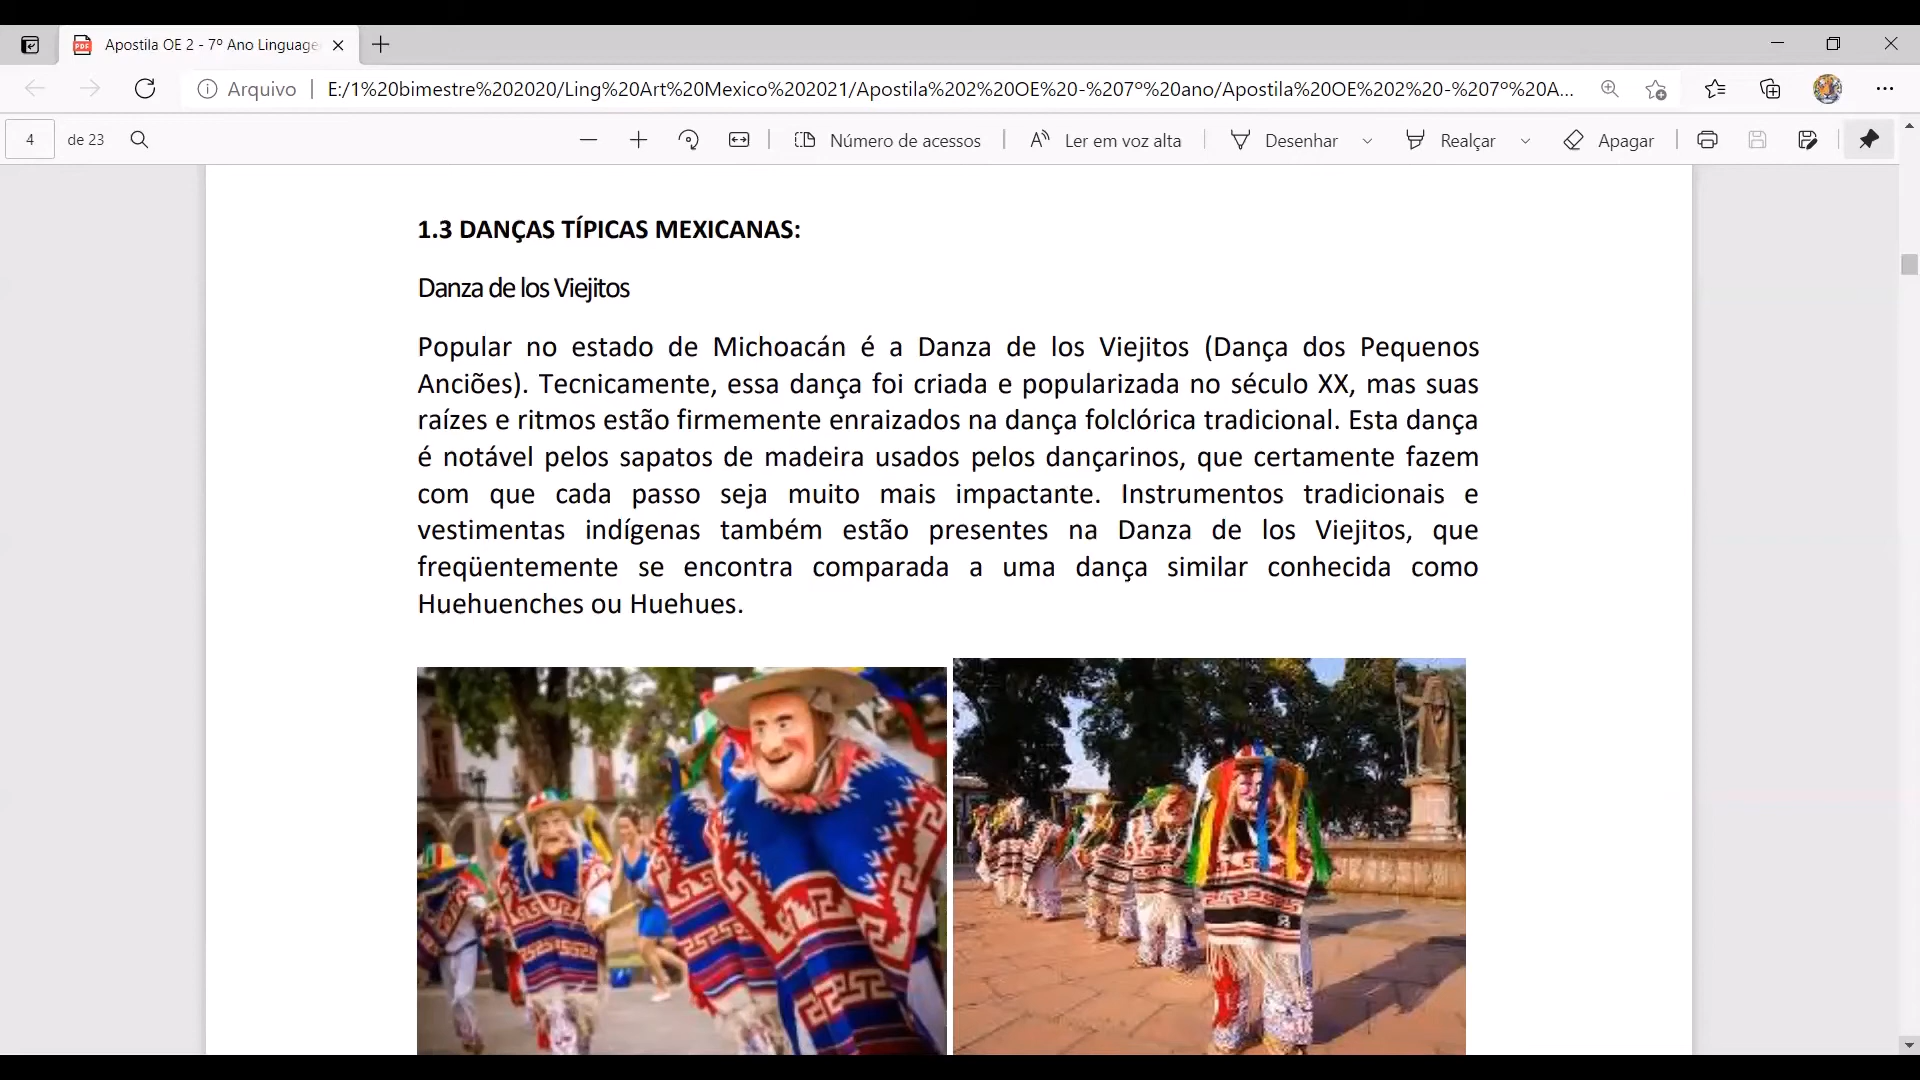 Apostila OE 2 - 7º Ano Linguage
Arquivo
E:/1%20bimestre%202020/Ling%20Art%20Mexico%202021/Apostila%202%20OE%20-%207º%20ano/Apostila%20OE%202%20-%207º%20A...
4 de 23
Número de acessos
Ler em voz alta
Desenhar
Realçar
Apagar
1.3 DANÇAS TÍPICAS MEXICANAS:
Danza de los Viejitos
Popular no estado de Michoacán é a Danza de los Viejitos (Dança dos Pequenos
Anciões). Tecnicamente, essa dança foi criada e popularizada no século XX, mas suas
raízes e ritmos estão firmemente enraizados na dança folclórica tradicional. Esta dança
é notável pelos sapatos de madeira usados pelos dançarinos, que certamente fazem
com que cada passo seja muito mais impactante. Instrumentos tradicionais e
vestimentas indígenas também estão presentes na Danza de los Viejitos, que
freqüentemente se encontra comparada a uma dança similar conhecida como
Huehuenches ou Huehues.